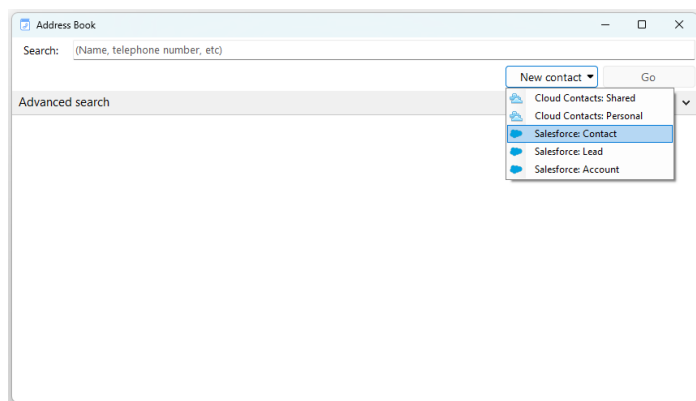 Address Book
Search: (Name, telephone number, etc)
New contact Go
Advanced search
Cloud Contacts: Shared
Cloud Contacts: Personal
Salesforce: Contact
Salesforce: Lead
Salesforce: Account